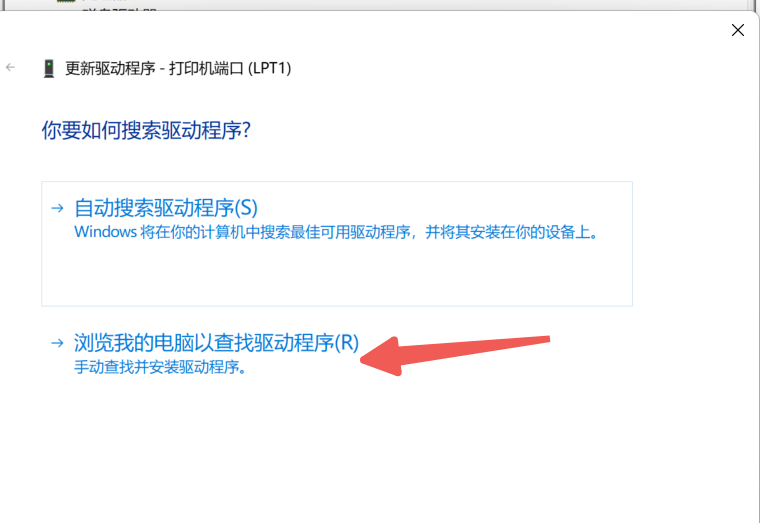 更新驱动程序 - 打印机端口 (LPT1)
你要如何搜索驱动程序?
自动搜索驱动程序(S)
Windows 将在你的计算机中搜索最佳可用驱动程序，并将其安装在你的设备上。
浏览我的电脑以查找驱动程序(R)
手动查找并安装驱动程序。